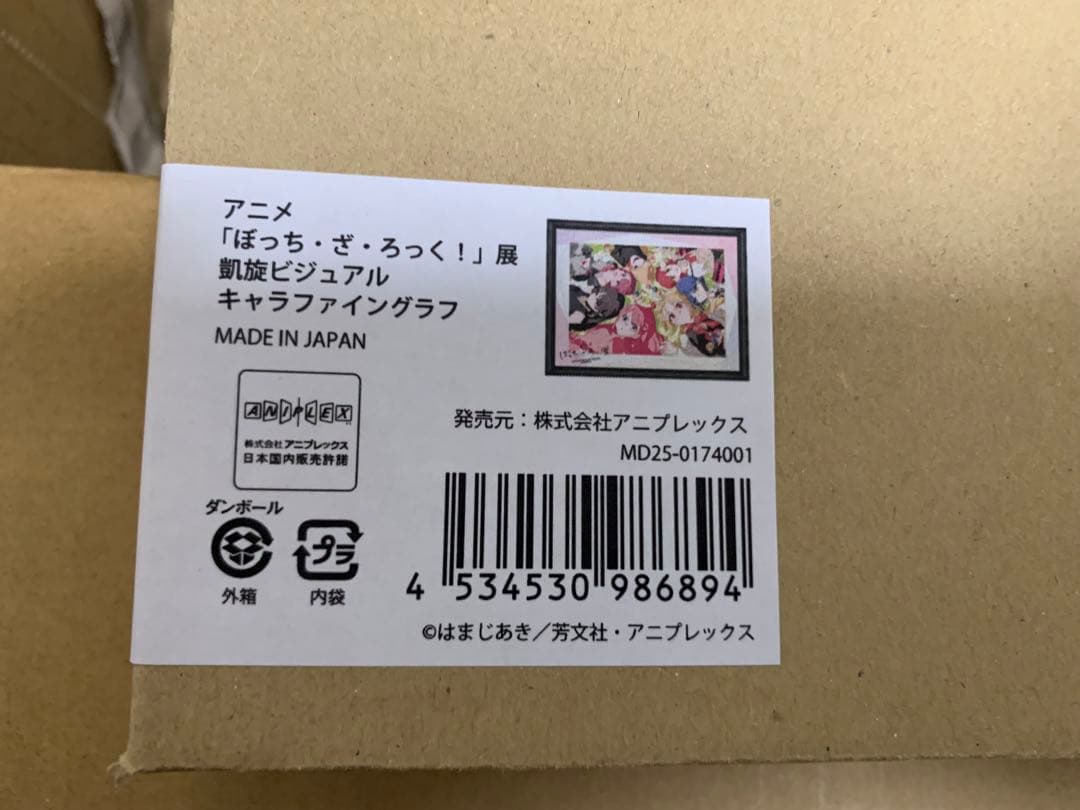 アニメ
「ぼっち・ざ・ろっく！」展
凱旋ビジュアル
キャラファイングラフ
MADE IN JAPAN
ANIPLEX
株式会社アニプレックス
日本国内販売許諾
発売元：株式会社アニプレックス
MD25-0174001
ダンボール
外箱
プラ
内袋
4 534530 986894
©はまじあき／芳文社・アニプレックス